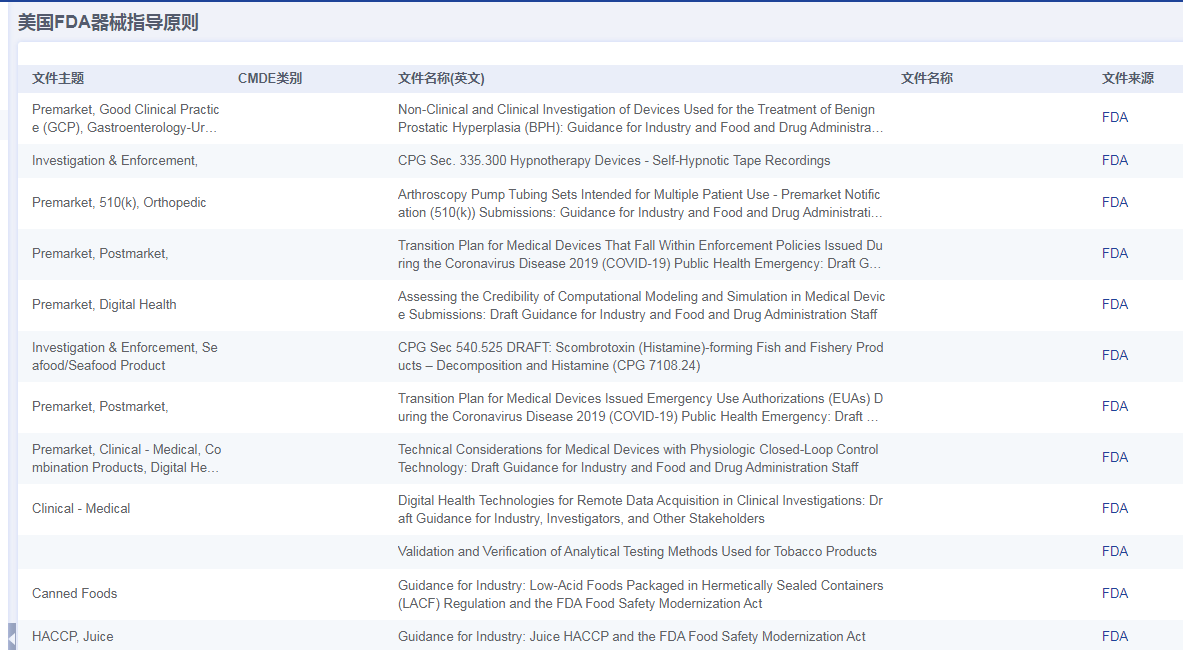 美国FDA器械指导原则
文件主题 CMDE类别 文件名称(英文) 文件名称 文件来源
Premarket, Good Clinical Practic
e (GCP), Gastroenterology-Ur…
Non-Clinical and Clinical Investigation of Devices Used for the Treatment of Benign
Prostatic Hyperplasia (BPH): Guidance for Industry and Food and Drug Administra…
FDA
Investigation & Enforcement,
CPG Sec. 335.300 Hypnotherapy Devices - Self-Hypnotic Tape Recordings
FDA
Premarket, 510(k), Orthopedic
Arthroscopy Pump Tubing Sets Intended for Multiple Patient Use - Premarket Notific
ation (510(k)) Submissions: Guidance for Industry and Food and Drug Administrati…
FDA
Premarket, Postmarket,
Transition Plan for Medical Devices That Fall Within Enforcement Policies Issued Du
ring the Coronavirus Disease 2019 (COVID-19) Public Health Emergency: Draft G…
FDA
Premarket, Digital Health
Assessing the Credibility of Computational Modeling and Simulation in Medical Devic
e Submissions: Draft Guidance for Industry and Food and Drug Administration Staff
FDA
Investigation & Enforcement, Se
afood/Seafood Product
CPG Sec 540.525 DRAFT: Scombrotoxin (Histamine)-forming Fish and Fishery Prod
ucts – Decomposition and Histamine (CPG 7108.24)
FDA
Premarket, Postmarket,
Transition Plan for Medical Devices Issued Emergency Use Authorizations (EUAs) D
uring the Coronavirus Disease 2019 (COVID-19) Public Health Emergency: Draft …
FDA
Premarket, Clinical - Medical, Co
mbination Products, Digital He…
Technical Considerations for Medical Devices with Physiologic Closed-Loop Control
Technology: Draft Guidance for Industry and Food and Drug Administration Staff
FDA
Clinical - Medical
Digital Health Technologies for Remote Data Acquisition in Clinical Investigations: Dr
aft Guidance for Industry, Investigators, and Other Stakeholders
FDA
Validation and Verification of Analytical Testing Methods Used for Tobacco Products
FDA
Canned Foods
Guidance for Industry: Low-Acid Foods Packaged in Hermetically Sealed Containers
(LACF) Regulation and the FDA Food Safety Modernization Act
FDA
HACCP, Juice
Guidance for Industry: Juice HACCP and the FDA Food Safety Modernization Act
FDA